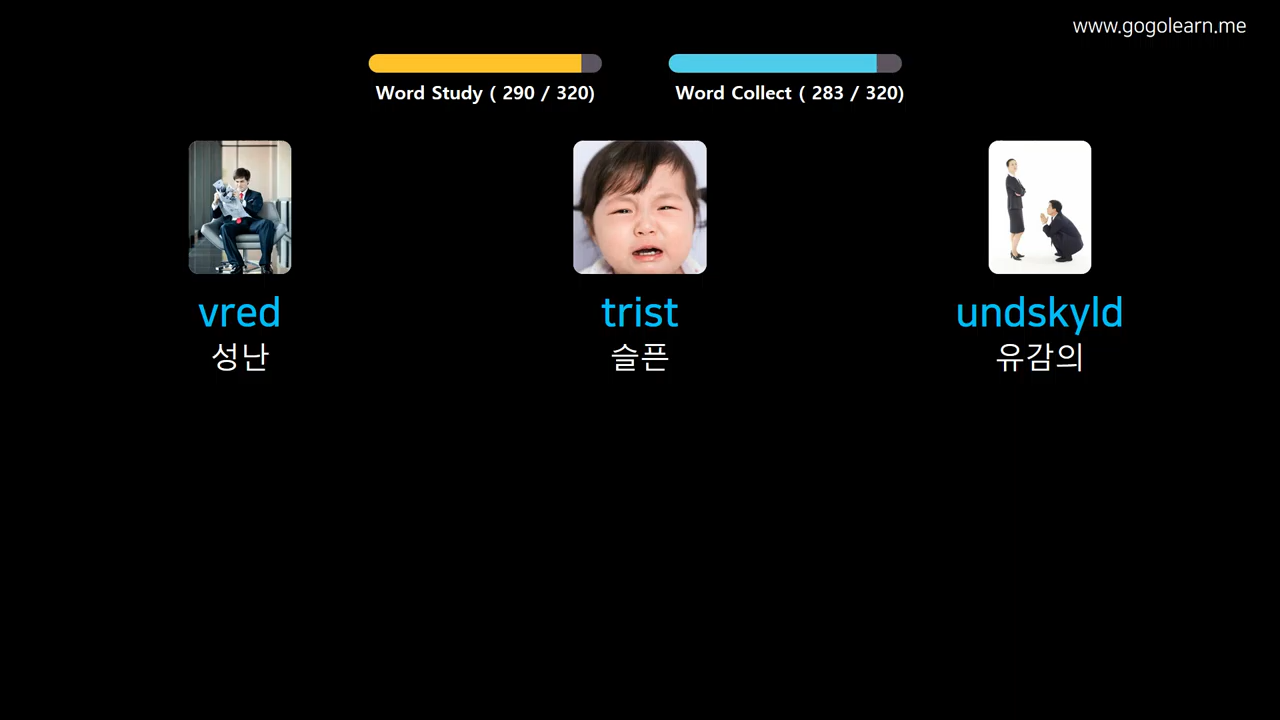 www.gogolearn.me
Word Study ( 290 / 320)
Word Collect ( 283 / 320)
vred
성난
trist
슬픈
undskyld
유감의